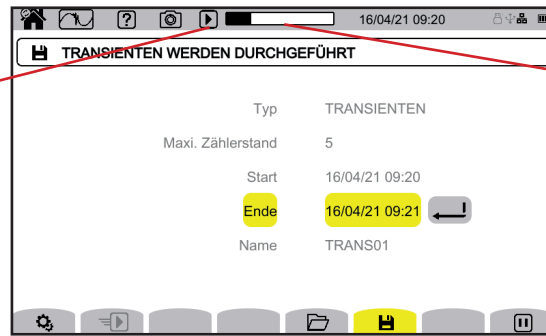 16/04/21 09:20
TRANSIENTEN WERDEN DURCHGEFÜHRT
Typ TRANSIENTEN
Maxi. Zählerstand 5
Start 16/04/21 09:20
Ende 16/04/21 09:21
Name TRANS01